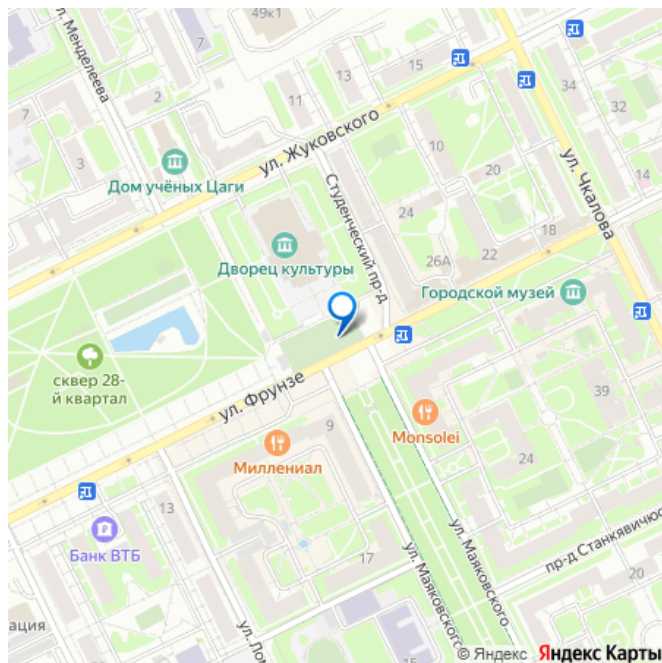 49к1
ул. Менделеева
7
15
13
34
2
11
32
7
ул. Жуковского
3
10
ул. Чкалова
Дом учёных Цаги
20
Студенческий пр-д
24
18
22
Дворец культуры
26А
Городской музей
сквер 28-
й квартал
ул. Фрунзе
39
9
Monsolei
Миллениал
24
13
Банк ВТБ
ул. Маяковского
ул. Маяковского
пр-д Станкявичюс
17
20
ация
ул. Ло
15
© Яндекс Яндекс Карты